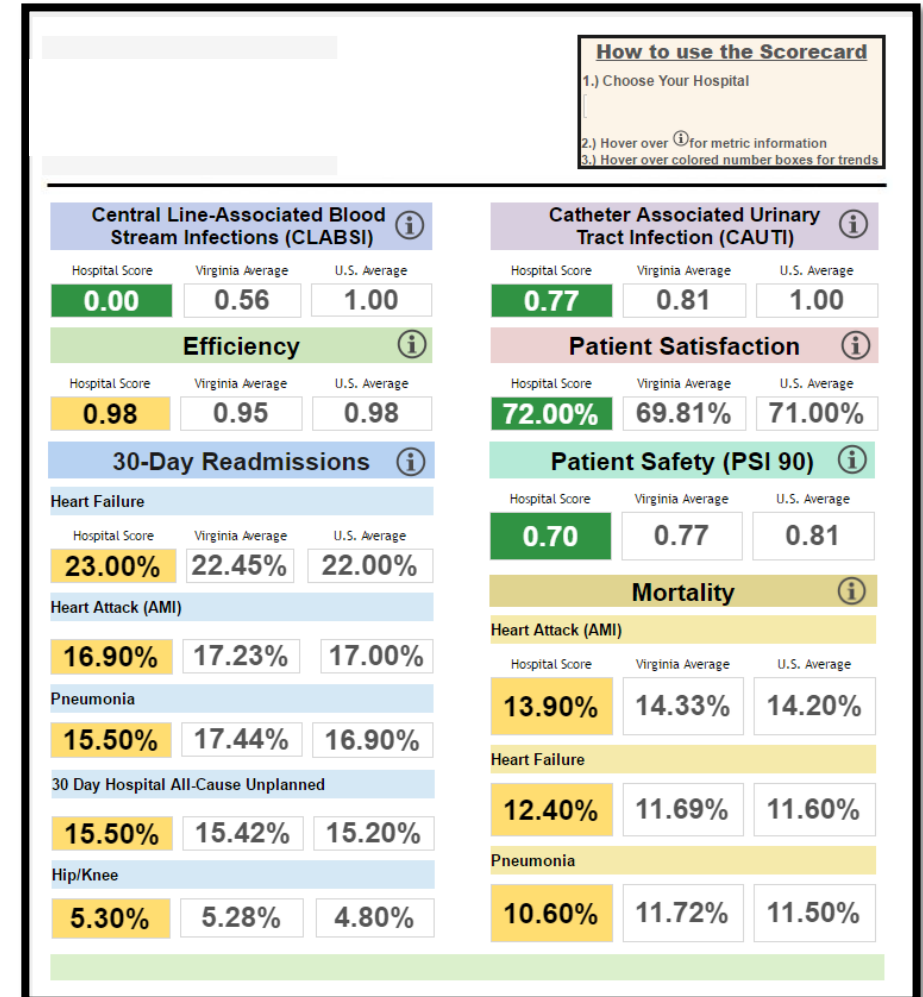 How to use the Scorecard
1.) Choose Your Hospital
2.) Hover over ⓘ for metric information
3.) Hover over colored number boxes for trends
Central Line-Associated Blood
Stream Infections (CLABSI)
Hospital Score Virginia Average U.S. Average
0.00 0.56 1.00
Efficiency
Hospital Score Virginia Average U.S. Average
0.98 0.95 0.98
30-Day Readmissions
Heart Failure
Hospital Score Virginia Average U.S. Average
23.00% 22.45% 22.00%
Heart Attack (AMI)
16.90% 17.23% 17.00%
Pneumonia
15.50% 17.44% 16.90%
30 Day Hospital All-Cause Unplanned
15.50% 15.42% 15.20%
Hip/Knee
5.30% 5.28% 4.80%
Catheter Associated Urinary
Tract Infection (CAUTI)
Hospital Score Virginia Average U.S. Average
0.77 0.81 1.00
Patient Satisfaction
Hospital Score Virginia Average U.S. Average
72.00% 69.81% 71.00%
Patient Safety (PSI 90)
Hospital Score Virginia Average U.S. Average
0.70 0.77 0.81
Mortality
Heart Attack (AMI)
Hospital Score Virginia Average U.S. Average
13.90% 14.33% 14.20%
Heart Failure
12.40% 11.69% 11.60%
Pneumonia
10.60% 11.72% 11.50%